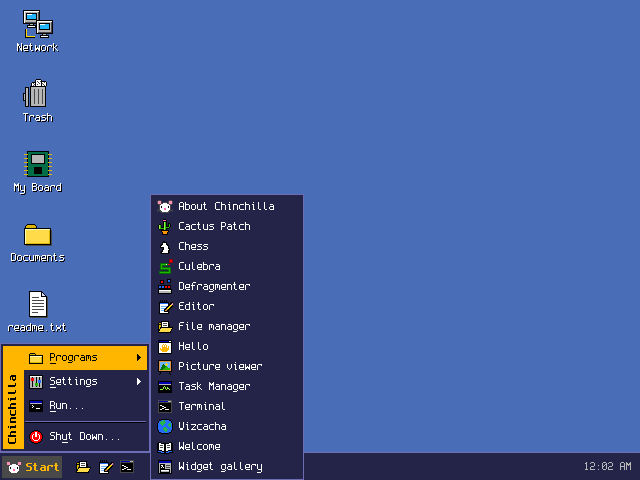 Network
Trash
My Board
Documents
readme.txt
About Chinchilla
Cactus Patch
Chess
Culebra
Defragmenter
Editor
File manager
Hello
Picture viewer
Task Manager
Terminal
Vizcacha
Welcome
Widget gallery
Chinchilla
Programs
Settings
Run...
Shut Down...
Start
12:02 AM